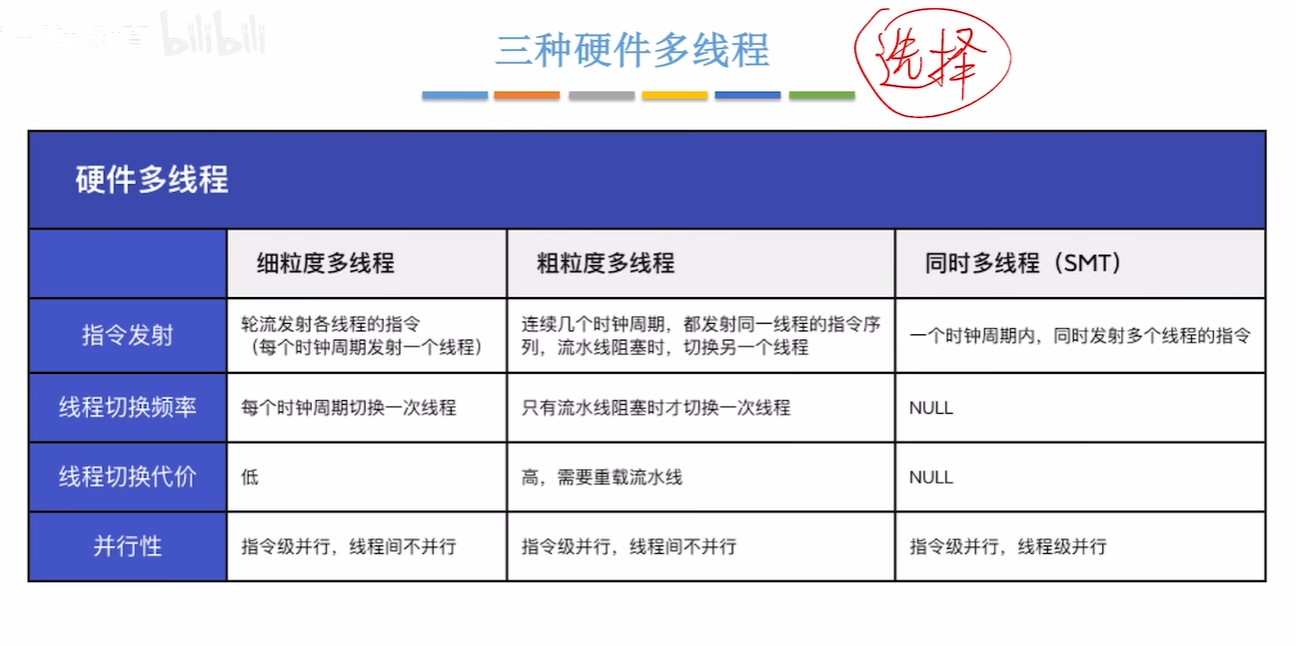 bilibili
三种硬件多线程
选择
硬件多线程
细粒度多线程
粗粒度多线程
同时多线程（SMT）
指令发射
轮流发射各线程的指令
（每个时钟周期发射一个线程）
连续几个时钟周期，都发射同一线程的指令序
列，流水线阻塞时，切换另一个线程
一个时钟周期内，同时发射多个线程的指令
线程切换频率
每个时钟周期切换一次线程
只有流水线阻塞时才切换一次线程
NULL
线程切换代价
低
高，需要重载流水线
NULL
并行性
指令级并行，线程间不并行
指令级并行，线程间不并行
指令级并行，线程级并行